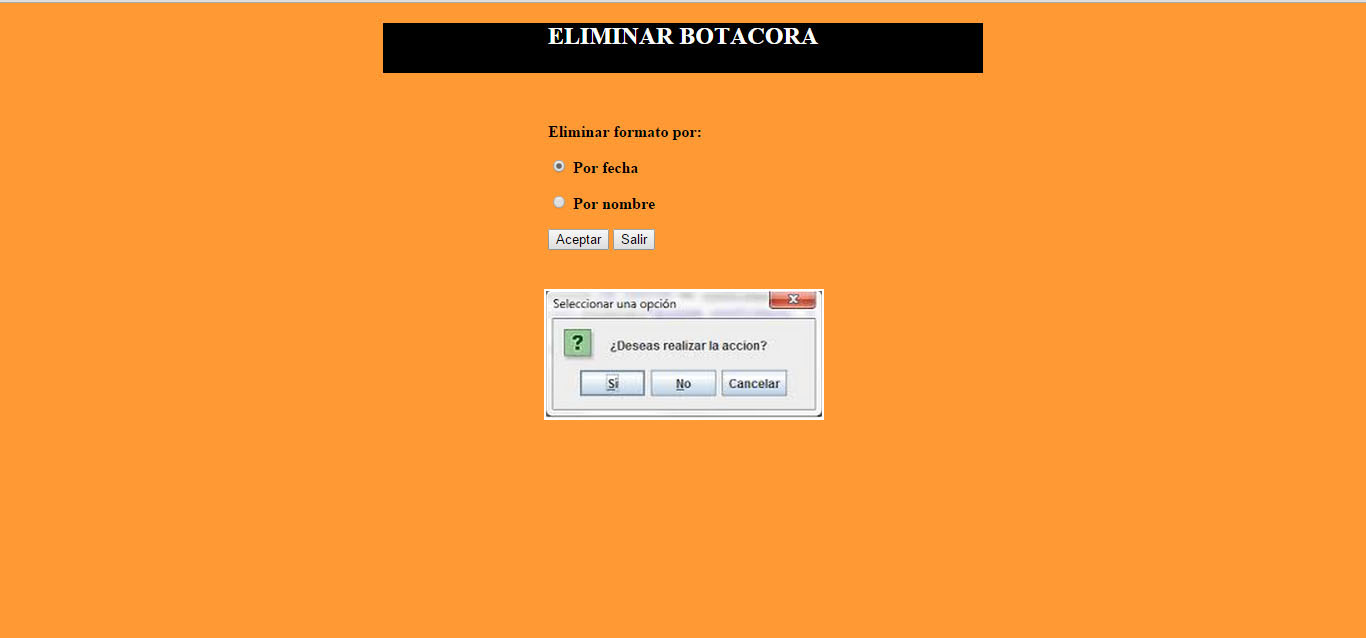 ELIMINAR BOTACORA
Eliminar formato por:
Por fecha
Por nombre
Aceptar Salir
Seleccionar una opción
? ¿Deseas realizar la accion?
Si No Cancelar